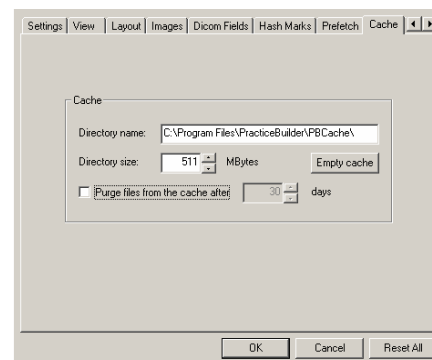 Settings View Layout Images Dicom Fields Hash Marks Prefetch Cache
Cache
Directory name: C:\Program Files\PracticeBuilder\PBCache\
Directory size: 511 MBytes Empty cache
Purge files from the cache after 30 days
OK Cancel Reset All